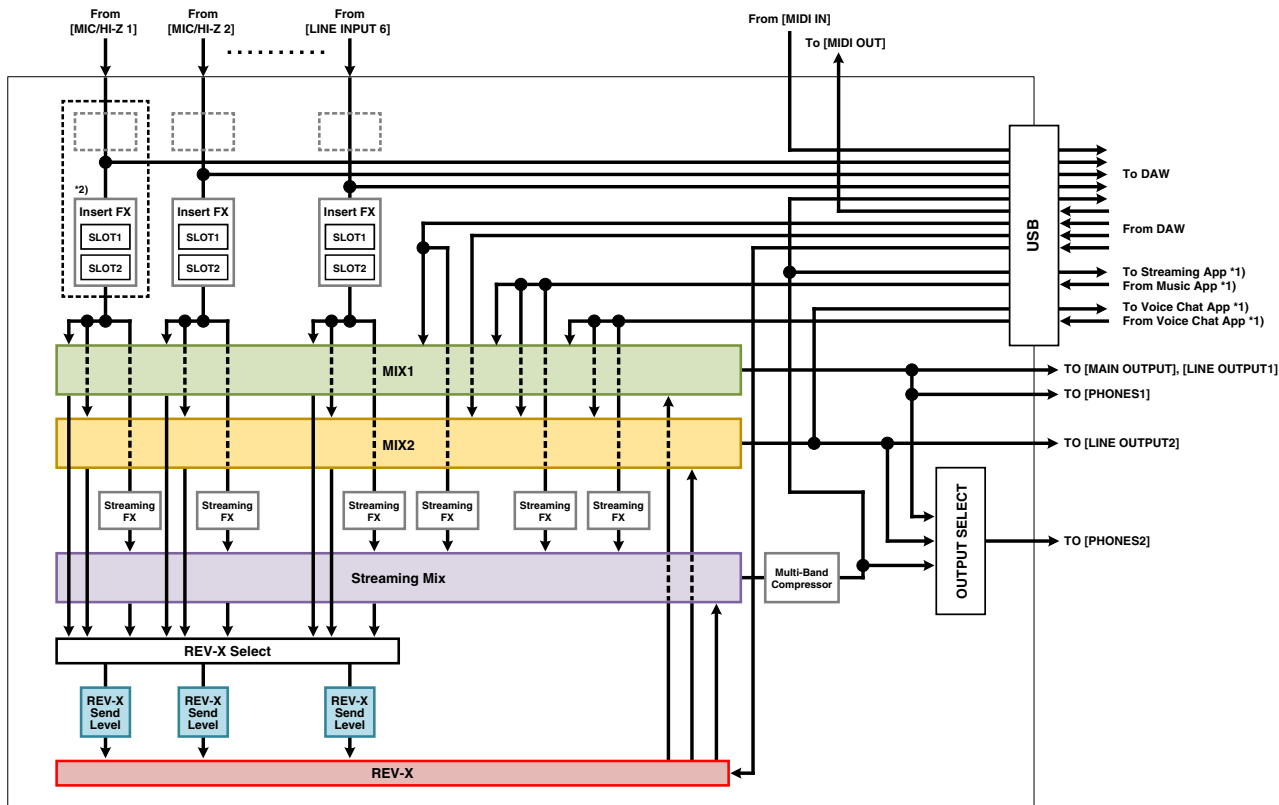 From
[MIC/HI-Z 1]
From
[MIC/HI-Z 2]
From
[LINE INPUT 6]
From [MIDI IN]
To [MIDI OUT]
*2)
Insert FX
SLOT1
SLOT2
Insert FX
SLOT1
SLOT2
Insert FX
SLOT1
SLOT2
USB
To DAW
From DAW
To Streaming App *1)
From Music App *1)
To Voice Chat App *1)
From Voice Chat App *1)
MIX1
TO [MAIN OUTPUT], [LINE OUTPUT1]
TO [PHONES1]
MIX2
TO [LINE OUTPUT2]
Streaming
FX
Streaming
FX
Streaming
FX
Streaming
FX
Streaming
FX
Streaming
FX
OUTPUT SELECT
TO [PHONES2]
Streaming Mix
Multi-Band
Compressor
REV-X Select
REV-X
Send
Level
REV-X
Send
Level
REV-X
Send
Level
REV-X